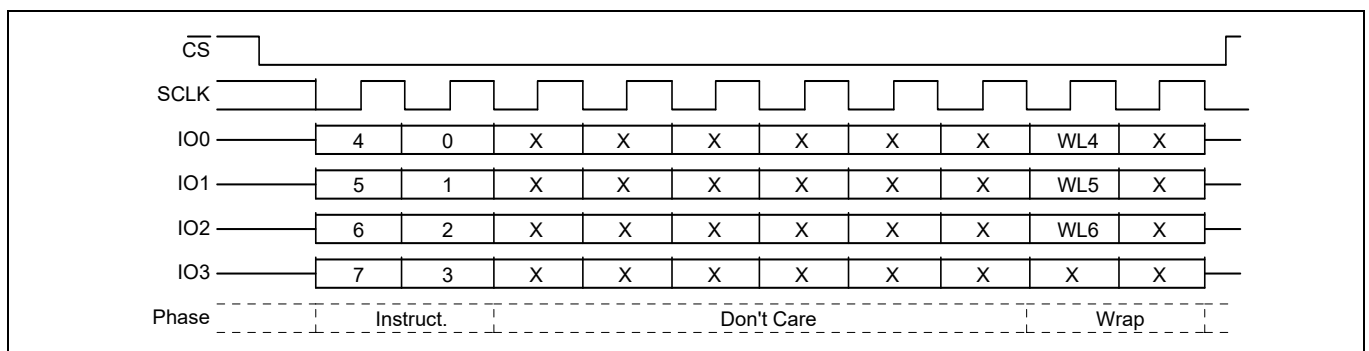 CS
SCLK
IO0 4 0 X X X X X X WL4 X
IO1 5 1 X X X X X X WL5 X
IO2 6 2 X X X X X X WL6 X
IO3 7 3 X X X X X X X X
Phase Instruct. Don't Care Wrap